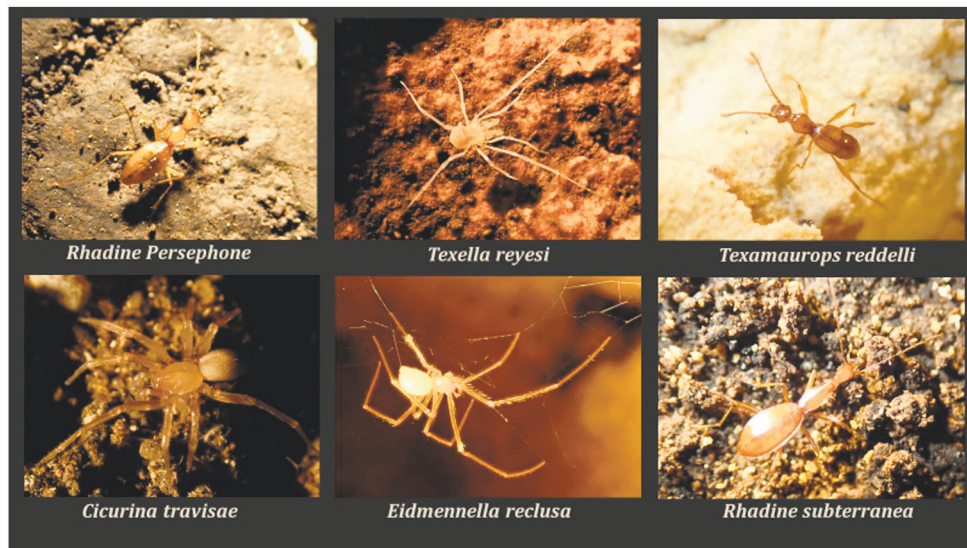 Rhadine Persephone
Texella reyesi
Texamaurops reddelli
Cicurina travisae
Eidmennella reclusa
Rhadine subterranea